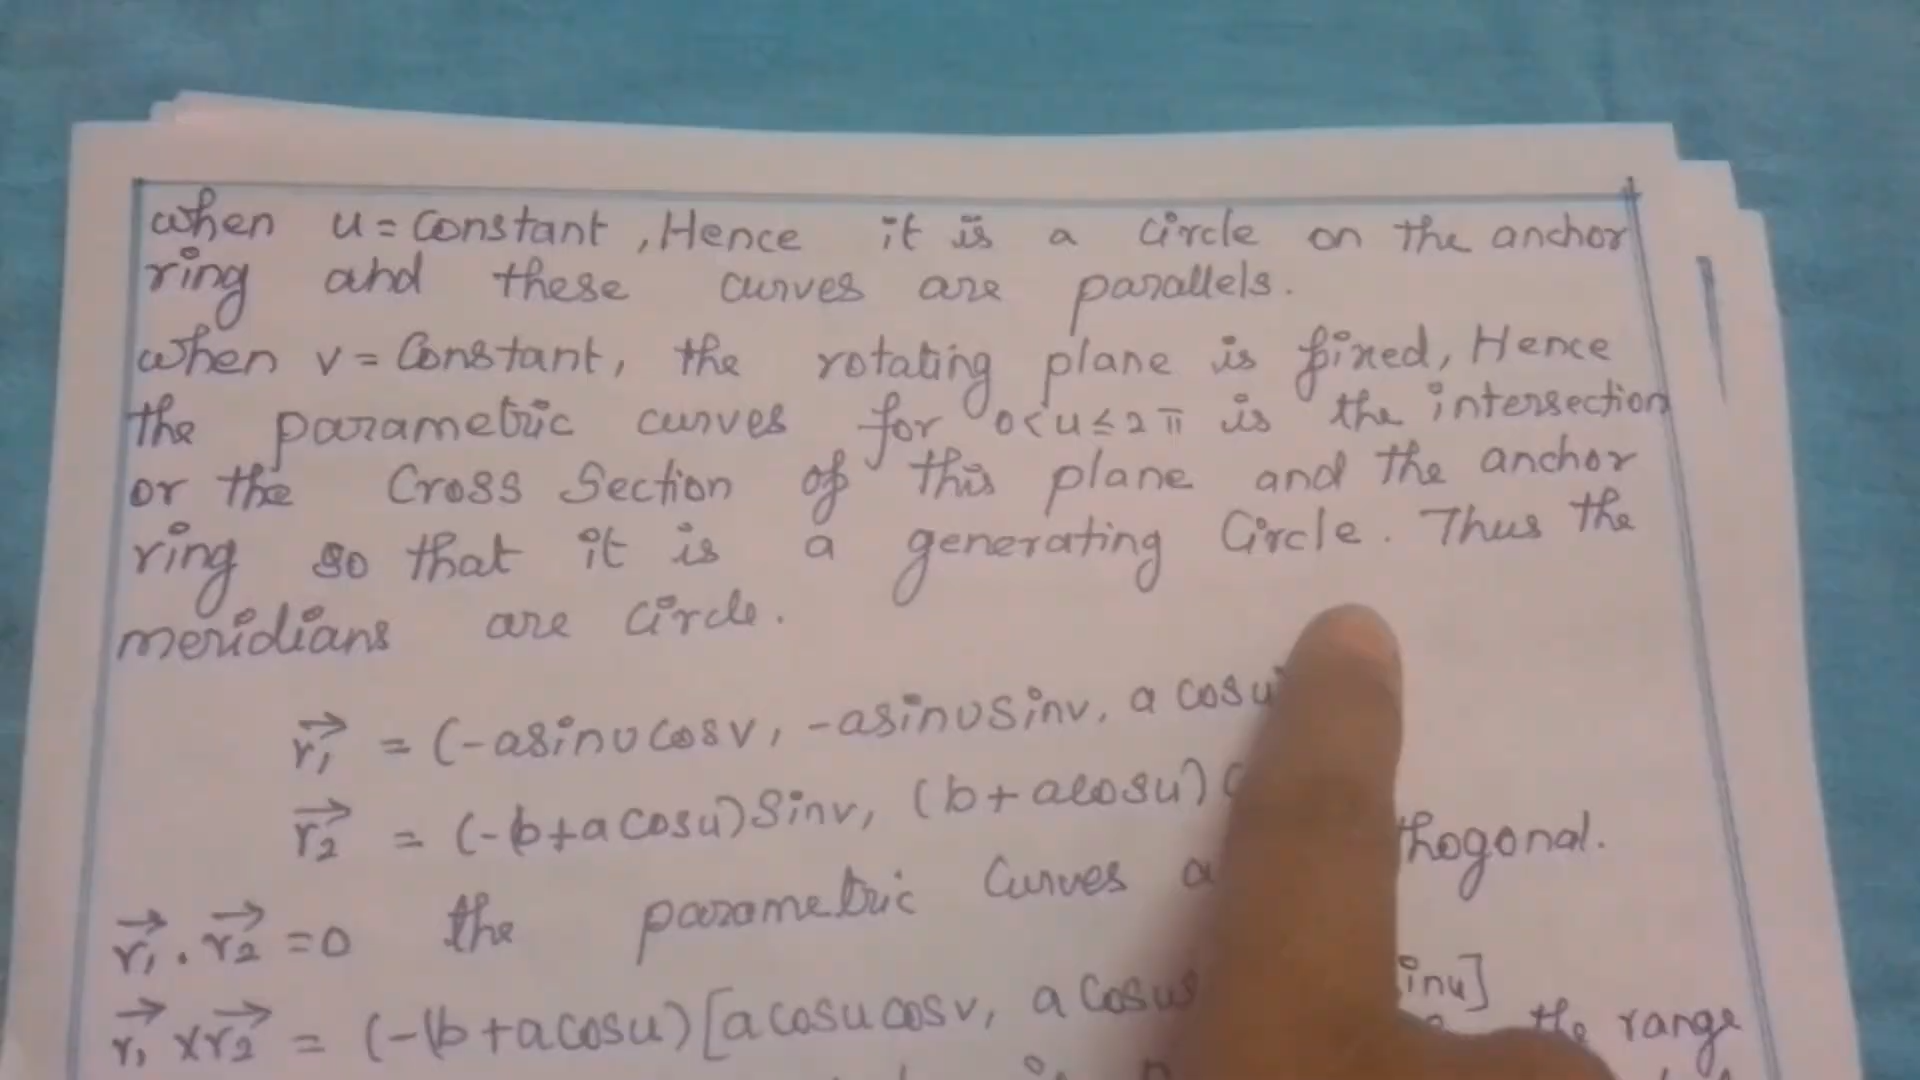 when u = Constant, Hence it is a circle on the anchor
ring and these curves are parallels.
when v = Constant, the rotating plane is fixed, Hence
the parametric curves for 0<u≤2π is the intersection
or the Cross Section of this plane and the anchor
ring so that it is a generating Circle. Thus the
meridians are circle.
r₁⃗ = (-asinucosv, -asinusinv, a cosu
r₂⃗ = (-b+acosu)Sinv, (b+acosu)
r₁⃗ . r₂⃗ = 0 the parametric Curves thogonal.
r₁⃗ x r₂⃗ = (-(b+acosu)[acosucosv, a cosus inu]
the range